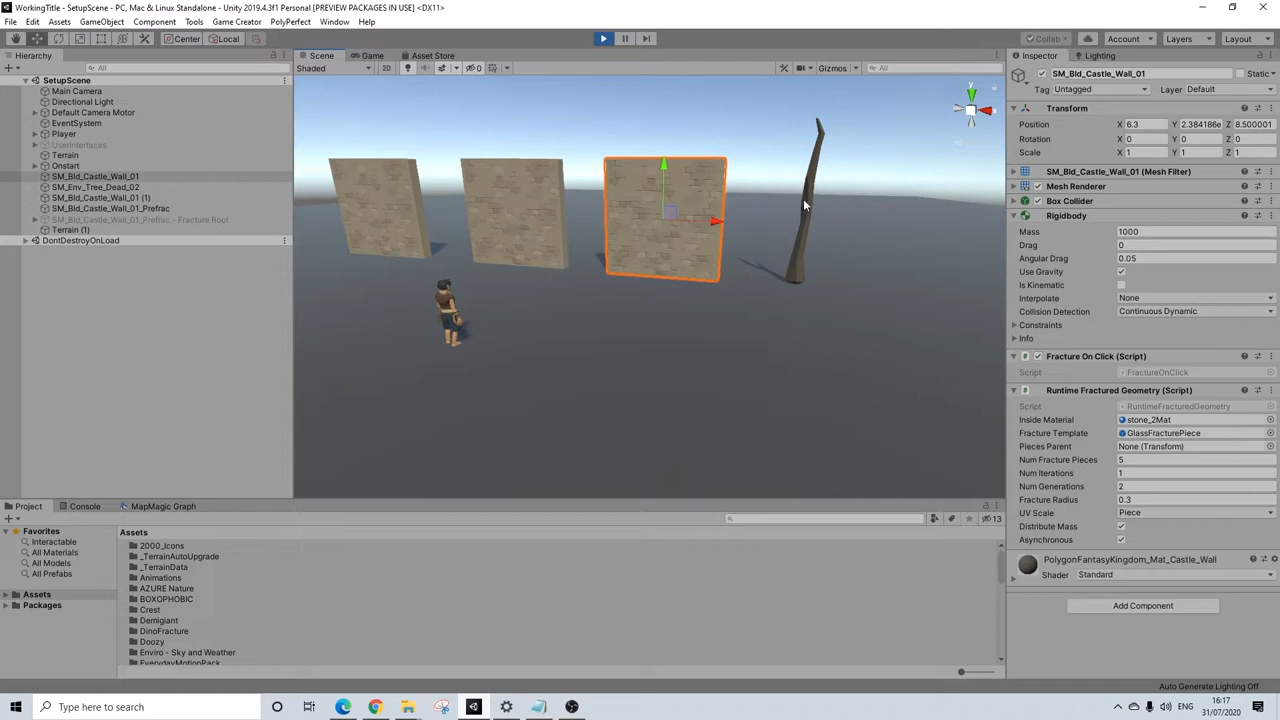 WorkingTitle - SetupScene - PC, Mac & Linux Standalone - Unity 2019.4.3f1 Personal [PREVIEW PACKAGES IN USE] <DX11>
File Edit Assets GameObject Component Tools Game Creator PolyPerfect Window Help
Center Local Collab Account Layers Layout
Hierarchy Scene Game Asset Store Inspector Lighting
All
Shaded 2D 0 Gizmos All
SetupScene
Main Camera
Directional Light
Default Camera Motor
EventSystem
Player
UserInterfaces
Terrain
Onstart
SM_Bld_Castle_Wall_01
SM_Env_Tree_Dead_02
SM_Bld_Castle_Wall_01 (1)
SM_Bld_Castle_Wall_01_Prefrac
SM_Bld_Castle_Wall_01_Prefrac - Fracture Root
Terrain (1)
DontDestroyOnLoad
y
SM_Bld_Castle_Wall_01 Static
Tag Untagged Layer Default
Transform
Position X 6.3 Y 2.384186e Z 8.500001
Rotation X 0 Y 0 Z 0
Scale X 1 Y 1 Z 1
SM_Bld_Castle_Wall_01 (Mesh Filter)
Mesh Renderer
Box Collider
Rigidbody
Mass 1000
Drag 0
Angular Drag 0.05
Use Gravity
Is Kinematic
Interpolate None
Collision Detection Continuous Dynamic
Constraints
Info
Fracture On Click (Script)
Script FractureOnClick
Runtime Fractured Geometry (Script)
Script RuntimeFracturedGeometry
Inside Material stone_2Mat
Fracture Template GlassFracturePiece
Pieces Parent None (Transform)
Num Fracture Pieces 5
Num Iterations 1
Num Generations 2
Fracture Radius 0.3
UV Scale Piece
Distribute Mass
Asynchronous
PolygonFantasyKingdom_Mat_Castle_Wall
Shader Standard
Add Component
Project Console MapMagic Graph
13
Favorites
Interactable
All Materials
All Models
All Prefabs
Assets
Packages
Assets
2000_Icons
_TerrainAutoUpgrade
_TerrainData
Animations
AZURE Nature
BOXOPHOBIC
Crest
Demigiant
DinoFracture
Doozy
Enviro - Sky and Weather
EverydayMotionPack
Auto Generate Lighting Off
Type here to search
ENG
16:17
31/07/2020